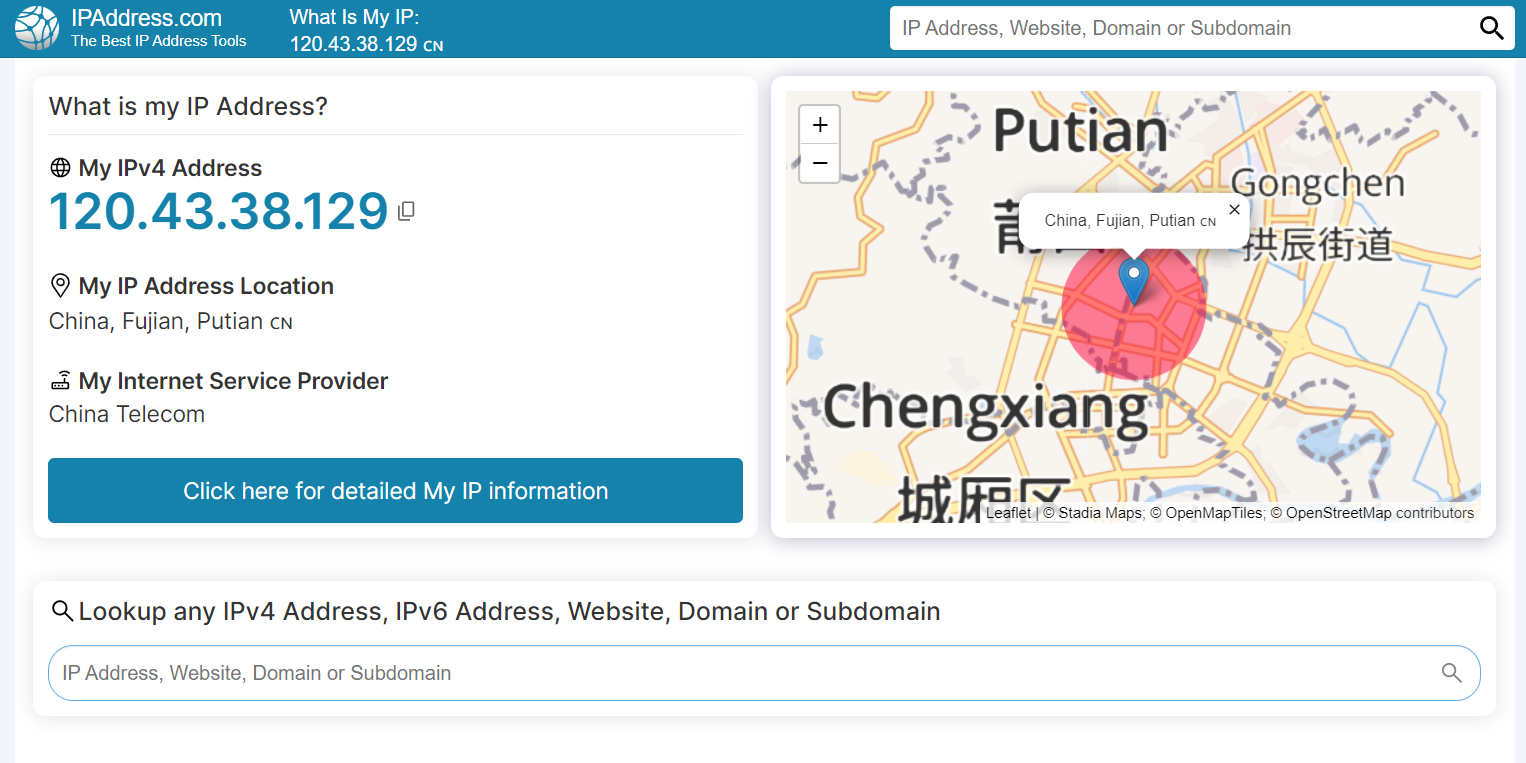 IPAddress.com
The Best IP Address Tools
What Is My IP:
120.43.38.129 CN
IP Address, Website, Domain or Subdomain
What is my IP Address?
My IPv4 Address
120.43.38.129
My IP Address Location
China, Fujian, Putian CN
My Internet Service Provider
China Telecom
Click here for detailed My IP information
+
−
Putian
莆
Gongchen
拱辰街道
China, Fujian, Putian CN
×
Chengxiang
城厢区
Leaflet | © Stadia Maps; © OpenMapTiles; © OpenStreetMap contributors
Lookup any IPv4 Address, IPv6 Address, Website, Domain or Subdomain
IP Address, Website, Domain or Subdomain